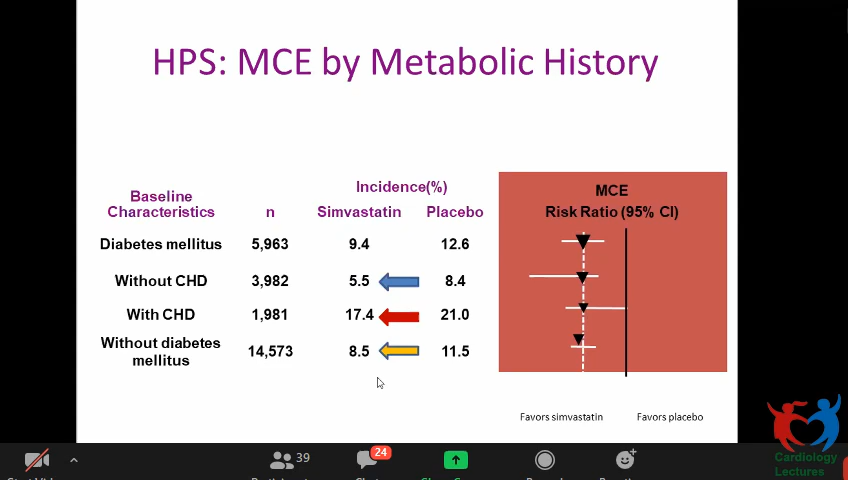 HPS: MCE by Metabolic History
Baseline Characteristics
n
Incidence(%)
Simvastatin Placebo
MCE
Risk Ratio (95% CI)
Diabetes mellitus 5,963 9.4 12.6
Without CHD 3,982 5.5 8.4
With CHD 1,981 17.4 21.0
Without diabetes mellitus 14,573 8.5 11.5
Favors simvastatin Favors placebo
39
24
Cardiology
Lectures